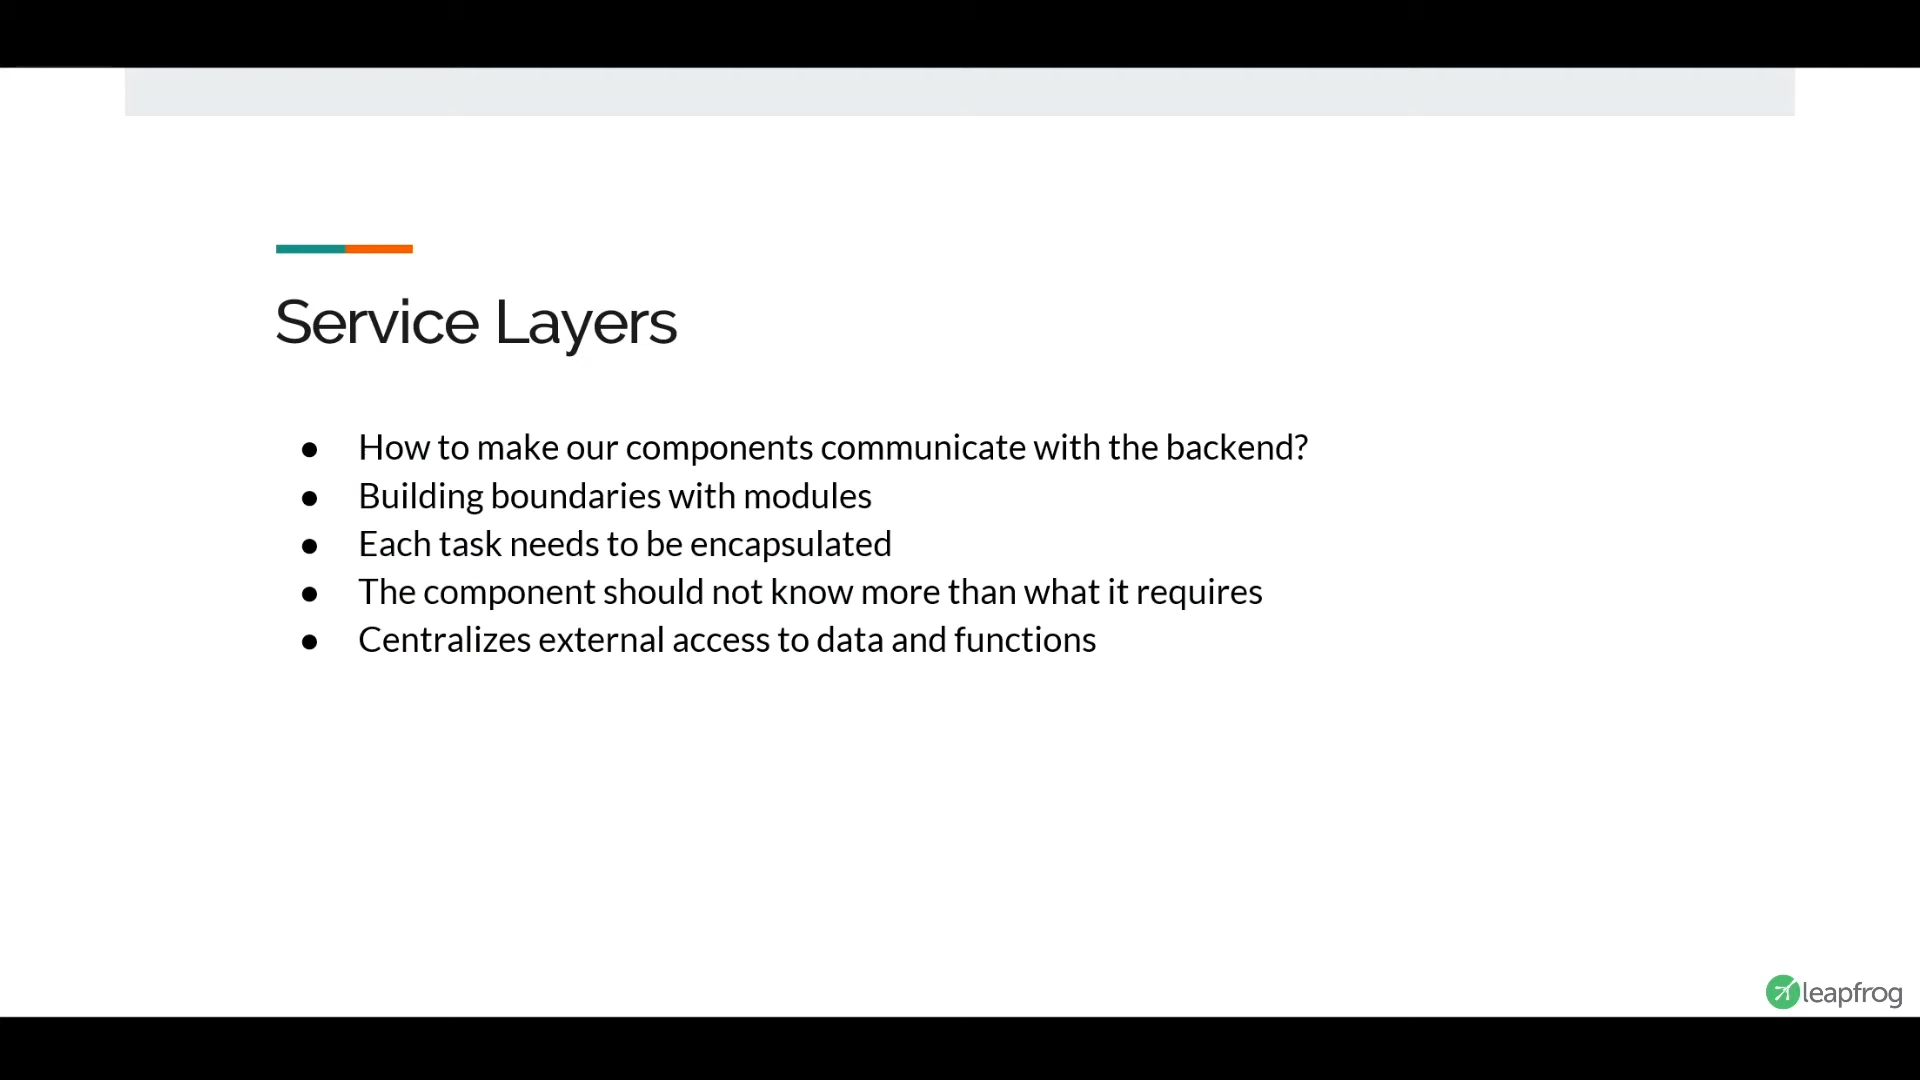 Service Layers
● How to make our components communicate with the backend?
● Building boundaries with modules
● Each task needs to be encapsulated
● The component should not know more than what it requires
● Centralizes external access to data and functions
leapfrog